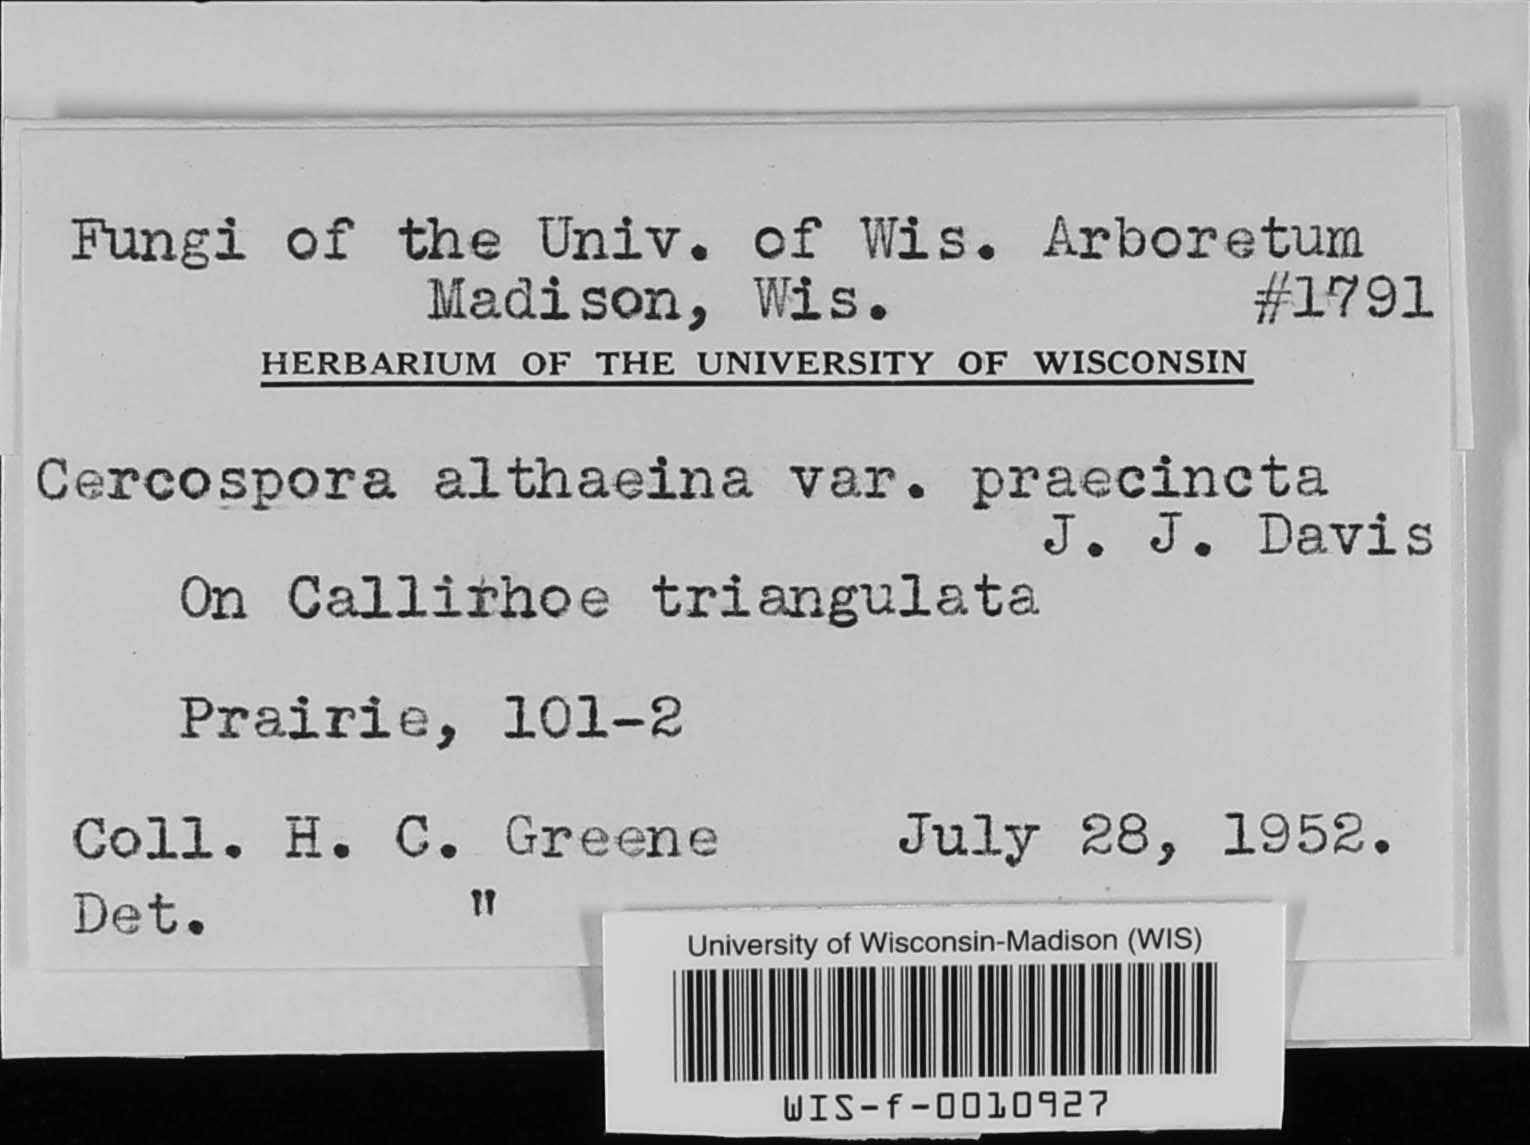 Fungi of the Univ. of Wis. Arboretum
Madison, Wis. #1791
HERBARIUM OF THE UNIVERSITY OF WISCONSIN
Cercospora althaeina var. praecincta
J. J. Davis
On Callirhoe triangulata
Prairie, 101-2
Coll. H. C. Greene July 28, 1952.
Det. "
University of Wisconsin-Madison (WIS)
WIS-f-0010927